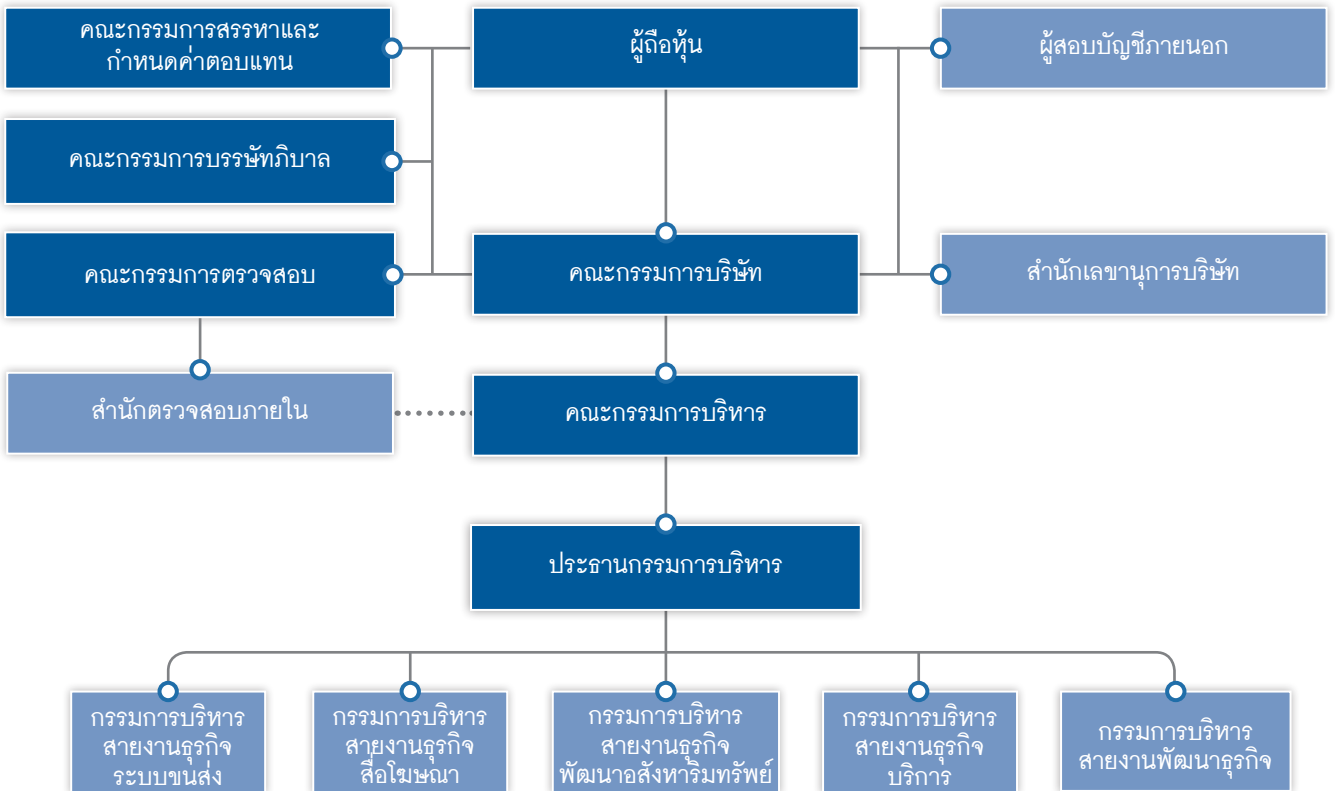 คณะกรรมการสรรหาและ
กำหนดค่าตอบแทน
ผู้ถือหุ้น
ผู้สอบบัญชีภายนอก
คณะกรรมการบรรษัทภิบาล
คณะกรรมการตรวจสอบ
คณะกรรมการบริษัท
สำนักเลขานุการบริษัท
สำนักตรวจสอบภายใน
คณะกรรมการบริหาร
ประธานกรรมการบริหาร
กรรมการบริหาร
สายงานธุรกิจ
ระบบขนส่ง
กรรมการบริหาร
สายงานธุรกิจ
สื่อโฆษณา
กรรมการบริหาร
สายงานธุรกิจ
พัฒนาอสังหาริมทรัพย์
กรรมการบริหาร
สายงานธุรกิจ
บริการ
กรรมการบริหาร
สายงานพัฒนาธุรกิจ